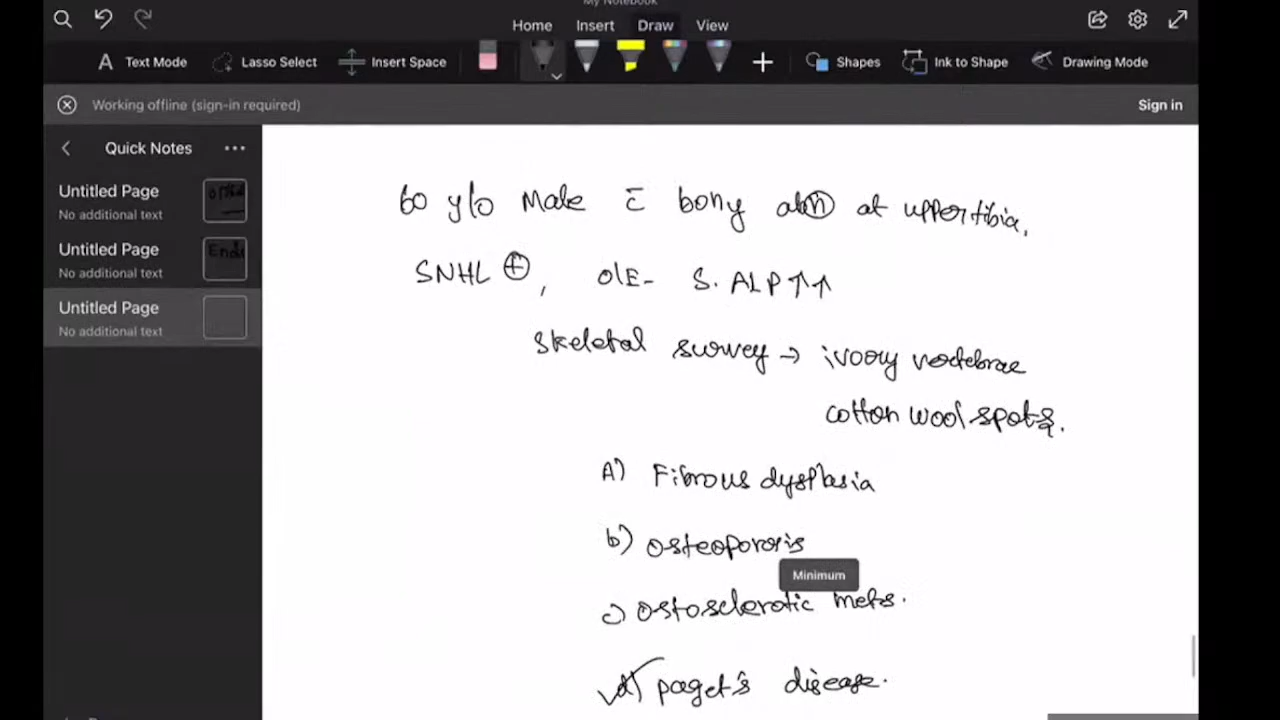 My Notebook
Home Insert Draw View
Text Mode Lasso Select Insert Space Shapes Ink to Shape Drawing Mode
Working offline (sign-in required) Sign in
Quick Notes
Untitled Page
No additional text
Untitled Page
No additional text
Untitled Page
No additional text
60 y/o Male c̄ bony abn at upper tibia,
SNHL ⊕, O/E- S. ALP↑↑
Skeletal survey → ivory vertebrae
cotton wool spots.
A) Fibrous dysplasia
b) osteoporosis
Minimum
c) Ostosclerotic mets.
d) paget's disease.